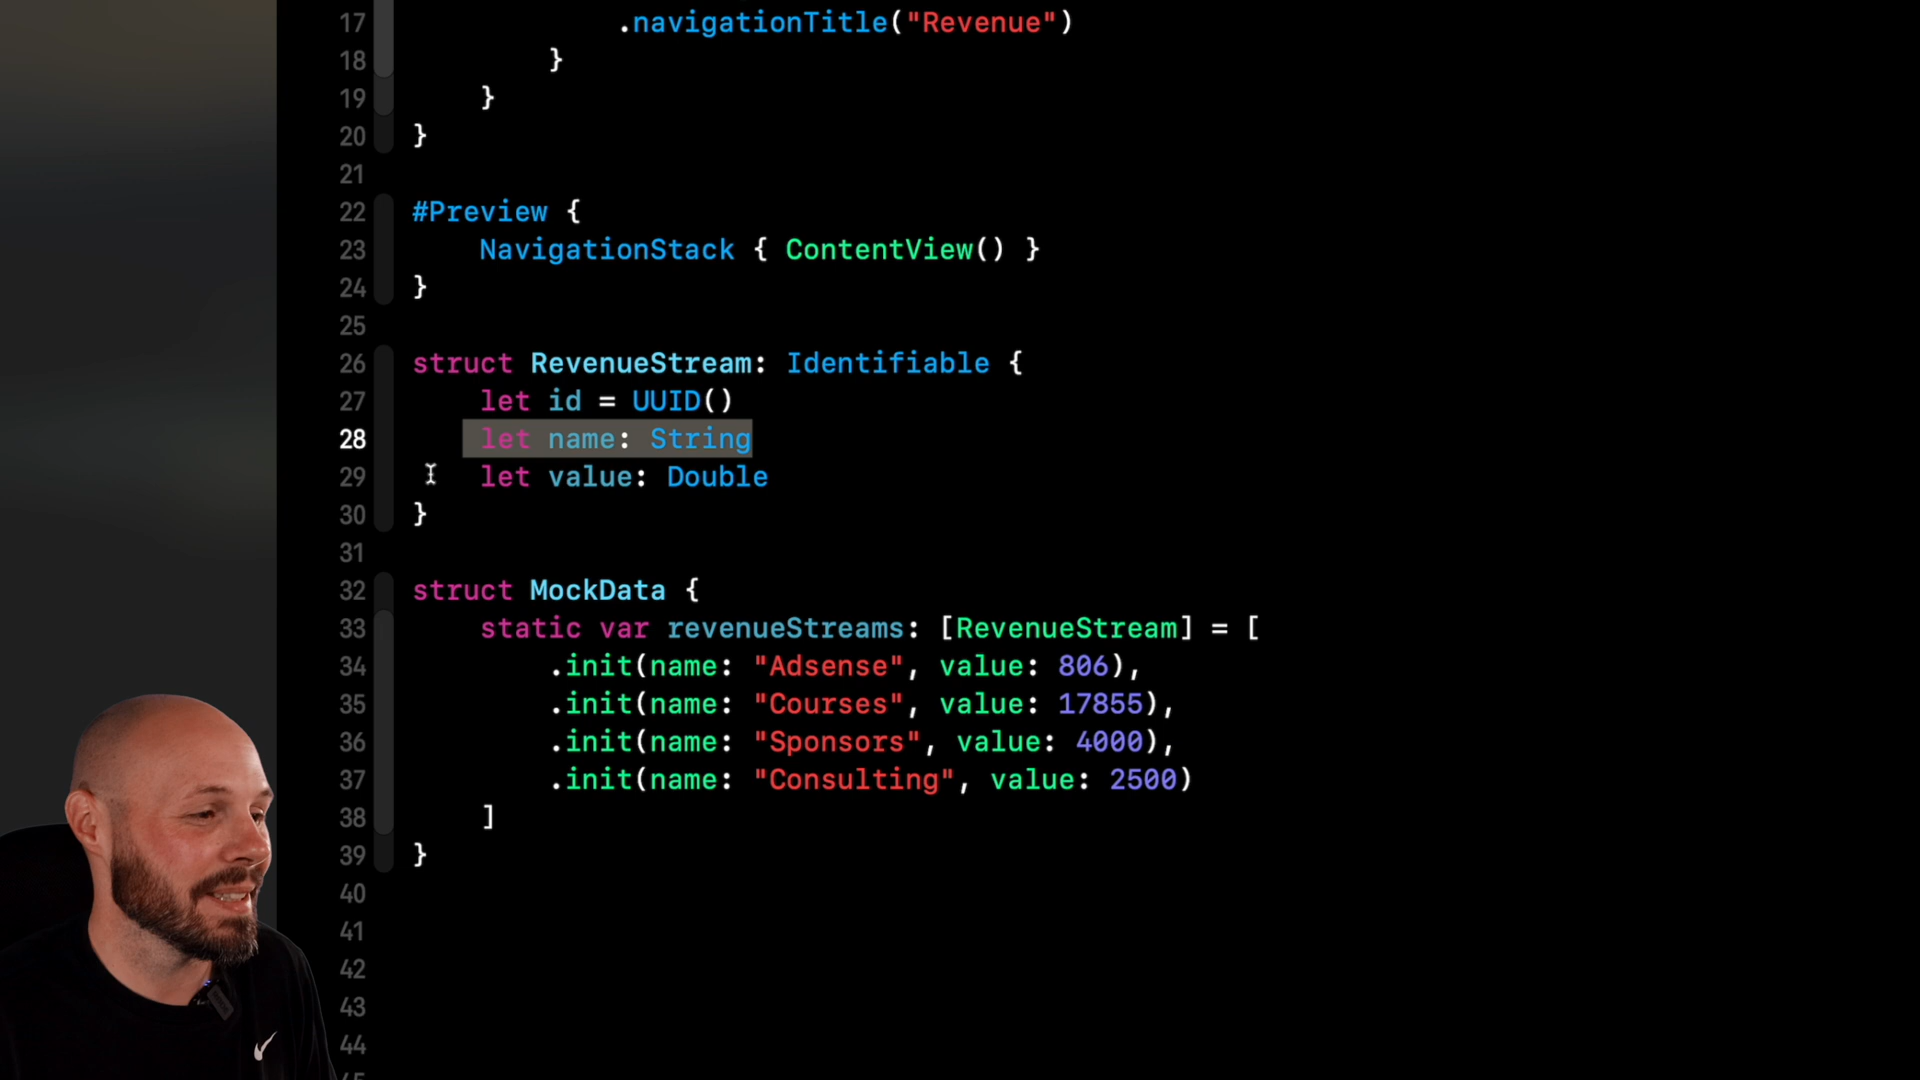 17 .navigationTitle("Revenue")
18 }
19 }
20 }
21
22 #Preview {
23 NavigationStack { ContentView() }
24 }
25
26 struct RevenueStream: Identifiable {
27 let id = UUID()
28 let name: String
29 let value: Double
30 }
31
32 struct MockData {
33 static var revenueStreams: [RevenueStream] = [
34 .init(name: "Adsense", value: 806),
35 .init(name: "Courses", value: 17855),
36 .init(name: "Sponsors", value: 4000),
37 .init(name: "Consulting", value: 2500)
38 ]
39 }
40
41
42
43
44